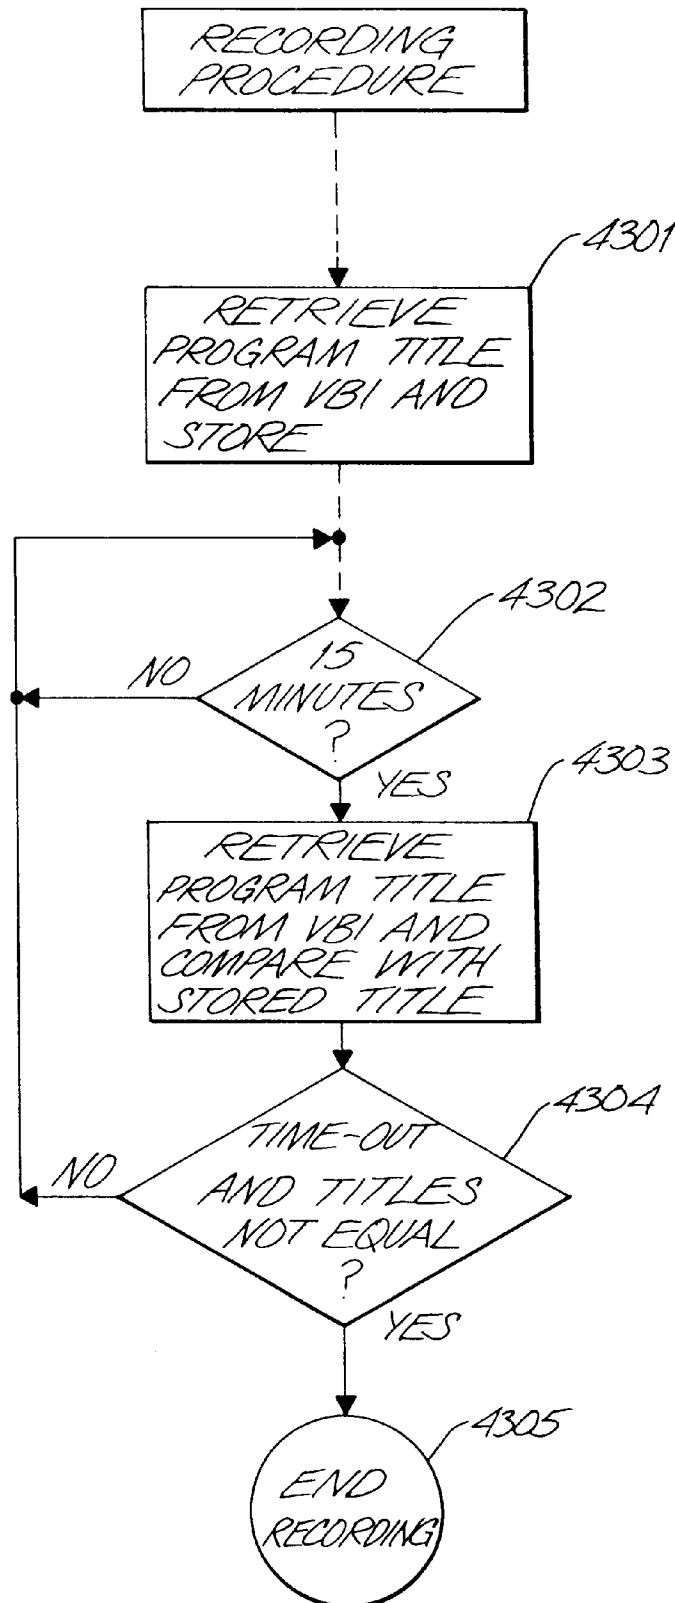 RECORDING
PROCEDURE
4301
RETRIEVE
PROGRAM TITLE
FROM VBI AND
STORE
4302
15
MINUTES
?
NO
YES
4303
RETRIEVE
PROGRAM TITLE
FROM VBI AND
COMPARE WITH
STORED TITLE
4304
TIME-OUT
AND TITLES
NOT EQUAL
?
NO
YES
4305
END
RECORDING